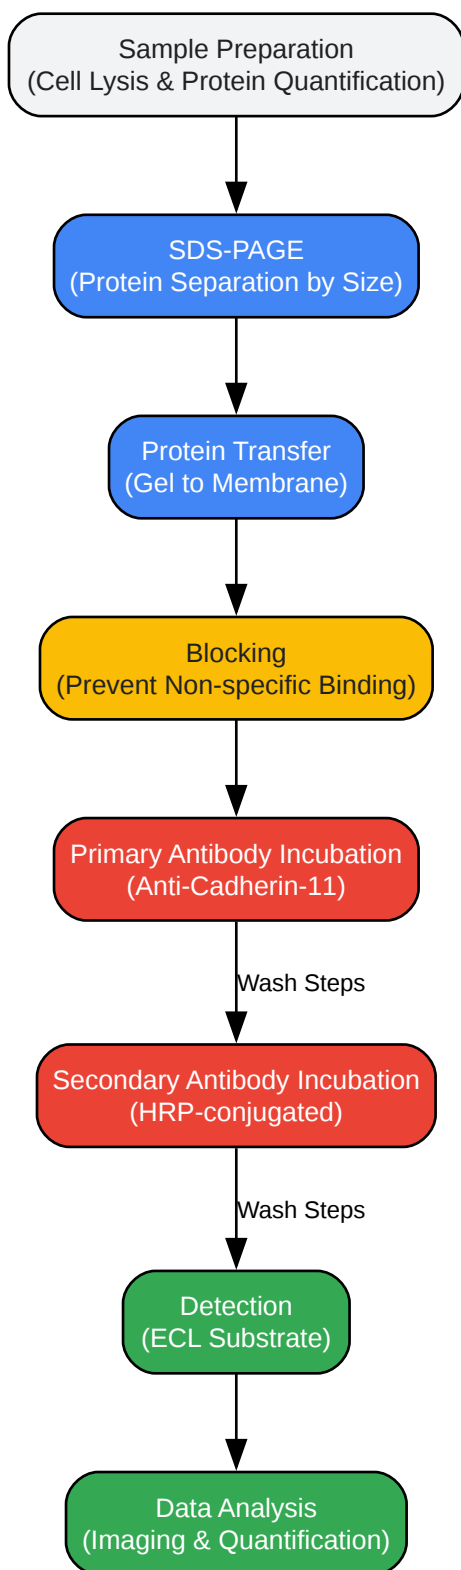 Sample Preparation
(Cell Lysis & Protein Quantification)
SDS-PAGE
(Protein Separation by Size)
Protein Transfer
(Gel to Membrane)
Blocking
(Prevent Non-specific Binding)
Primary Antibody Incubation
(Anti-Cadherin-11)
Wash Steps
Secondary Antibody Incubation
(HRP-conjugated)
Wash Steps
Detection
(ECL Substrate)
Data Analysis
(Imaging & Quantification)